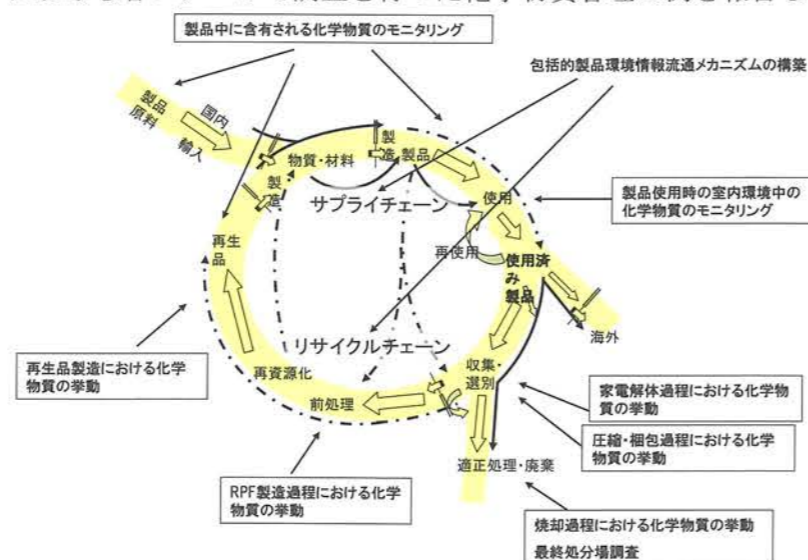 製品中に含有される化学物質のモニタリング
包括的製品環境情報流通メカニズムの構築
製品
原料
国内
輸入
物質・材料
製造
製品
製造
サプライチェーン
使用
製品使用時の室内環境中の
化学物質のモニタリング
再使用
使用済
み
製品
再生
品
海外
リサイクルチェーン
再生品製造における化学
物質の挙動
再資源化
収集・
選別
前処理
家電解体過程における化学物
質の挙動
圧縮・梱包過程における化学
物質の挙動
適正処理・廃棄
RPF製造過程における化学
物質の挙動
焼却過程における化学物質の挙動
最終処分場調査